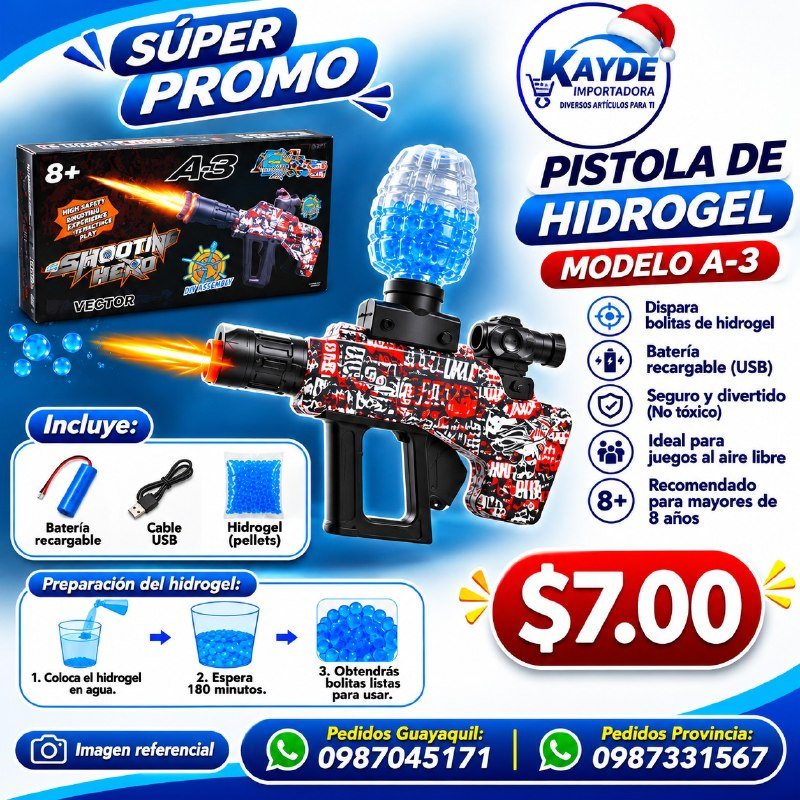 SÚPER
PROMO
KAYDE
IMPORTADORA
DIVERSOS ARTÍCULOS PARA TI
PISTOLA DE
HIDROGEL
MODELO A-3
8+
A-3
HIGH SAFETY
SHOOTING
EXPERIENCE
PLAY
SHOOTIN
HERO
VECTOR
DIY ASSEMBLY
Dispara
bolitas de hidrogel
Batería
recargable (USB)
Seguro y divertido
(No tóxico)
Ideal para
juegos al aire libre
8+
Recomendado
para mayores de
8 años
Incluye:
Batería
recargable
Cable
USB
Hidrogel
(pellets)
Preparación del hidrogel:
1. Coloca el hidrogel
en agua.
2. Espera
180 minutos.
3. Obtendrás
bolitas listas
para usar.
$7.00
Imagen referencial
Pedidos Guayaquil:
0987045171
Pedidos Provincia:
0987331567